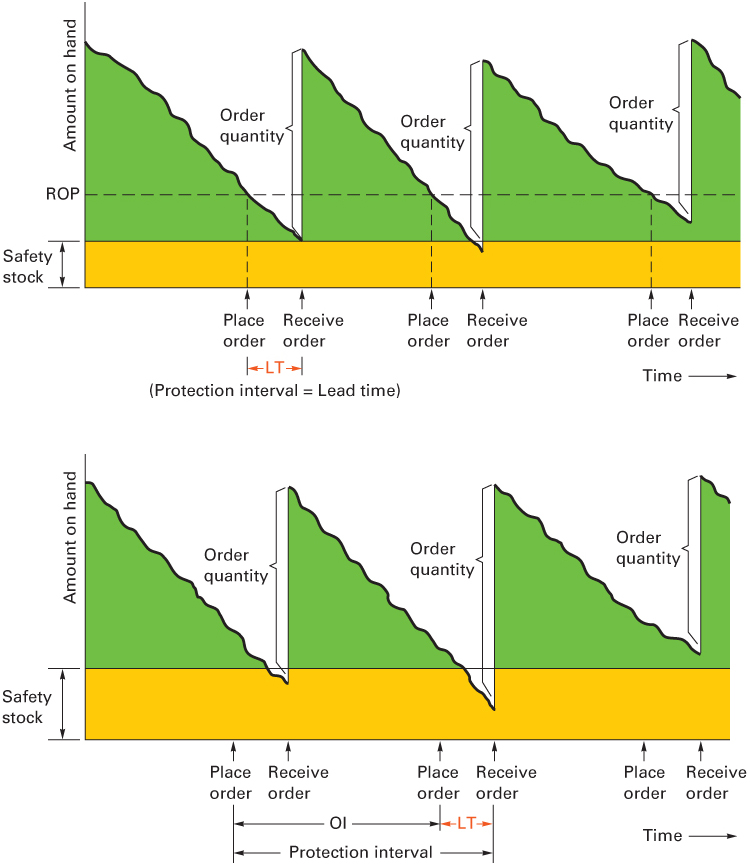 Amount on hand
Order
quantity
Order
quantity
Order
quantity
ROP
Safety
stock
Place
order
Receive
order
Place
order
Receive
order
Place
order
Receive
order
LT
(Protection interval = Lead time)
Time
Amount on hand
Order
quantity
Order
quantity
Order
quantity
Safety
stock
Place
order
Receive
order
Place
order
Receive
order
Place
order
Receive
order
OI
LT
Time
Protection interval